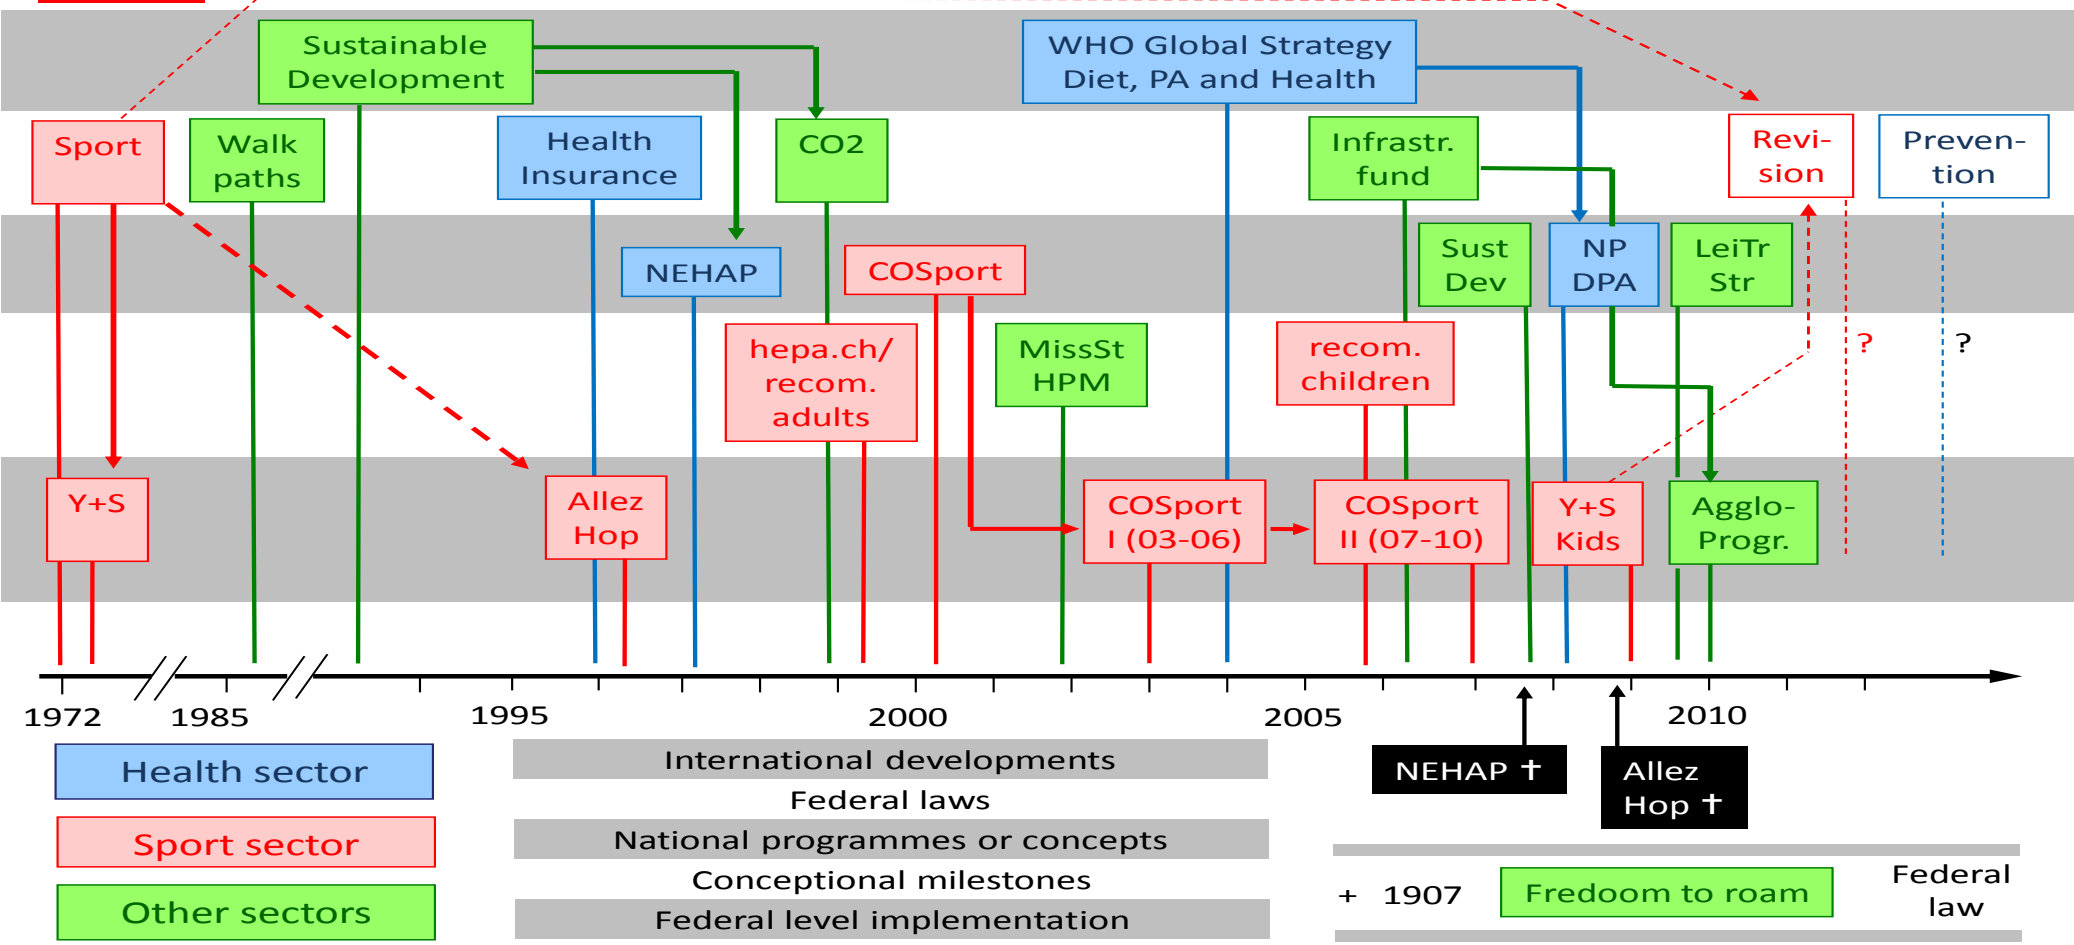 Sustainable
Development
WHO Global Strategy
Diet, PA and Health
Sport
Walk
paths
Health
Insurance
CO2
Infrastr.
fund
Revi-
sion
Preven-
tion
NEHAP
COSport
Sust
Dev
NP
DPA
LeiTr
Str
hepa.ch/
recom.
adults
MissSt
HPM
recom.
children
?
?
Y+S
Allez
Hop
COSport
I (03-06)
COSport
II (07-10)
Y+S
Kids
Agglo-
Progr.
1972
1985
1995
2000
2005
2010
Health sector
Sport sector
Other sectors
International developments
Federal laws
National programmes or concepts
Conceptional milestones
Federal level implementation
NEHAP †
Allez
Hop †
+ 1907
Fredoom to roam
Federal
law